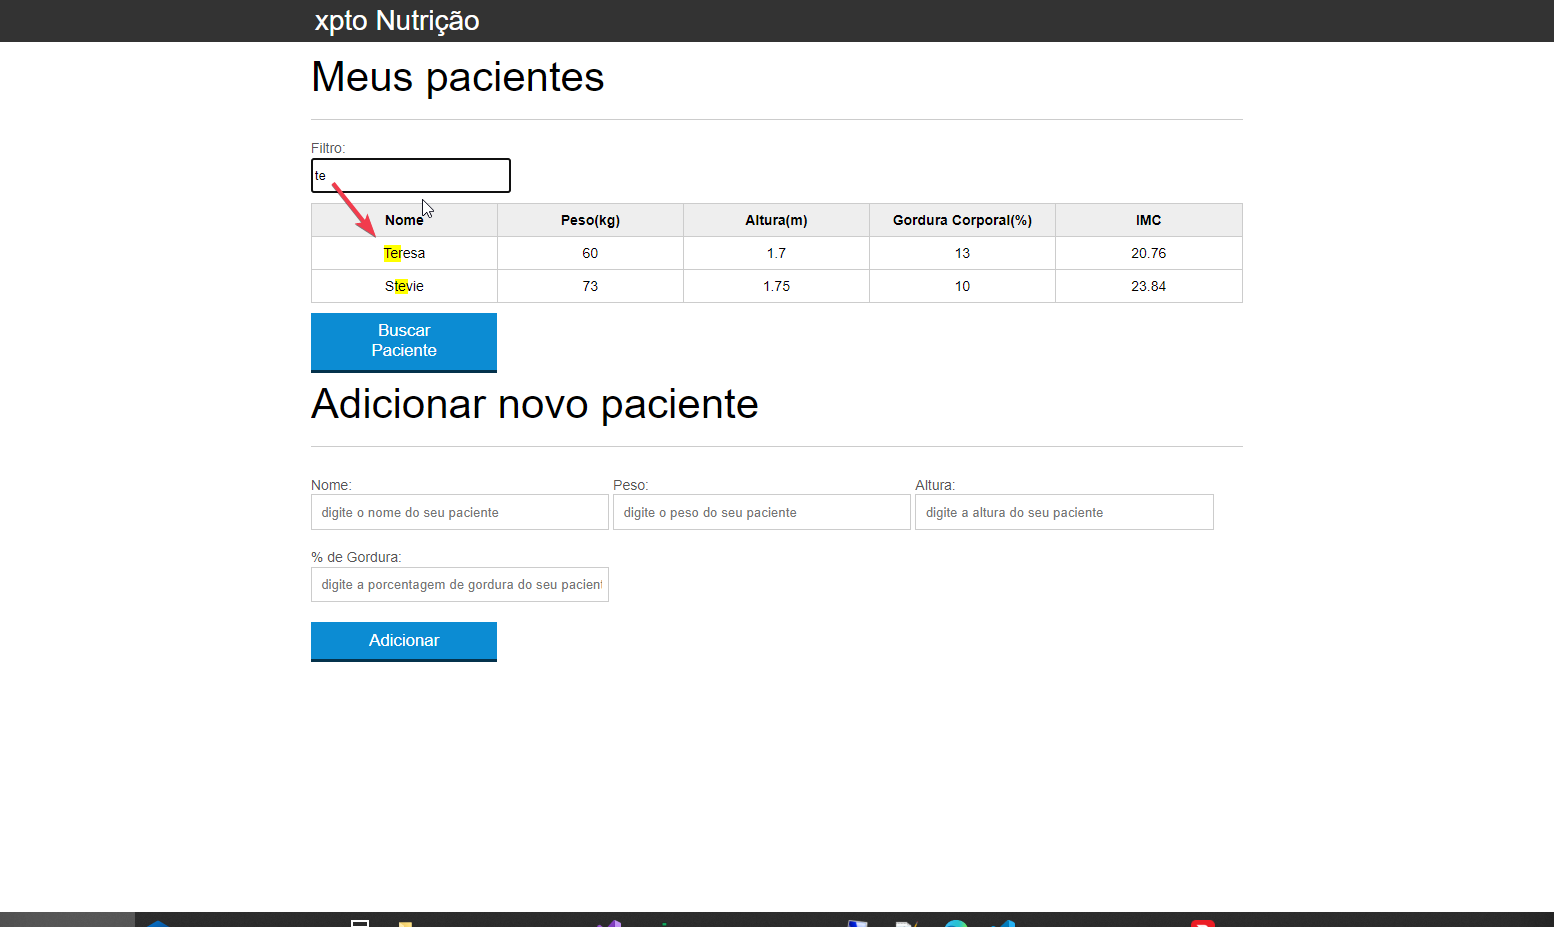 xpto Nutrição
Meus pacientes
Filtro:
te
Nome Peso(kg) Altura(m) Gordura Corporal(%) IMC
Teresa 60 1.7 13 20.76
Stevie 73 1.75 10 23.84
Buscar
Paciente
Adicionar novo paciente
Nome: Peso: Altura:
digite o nome do seu paciente digite o peso do seu paciente digite a altura do seu paciente
% de Gordura:
digite a porcentagem de gordura do seu pacient
Adicionar